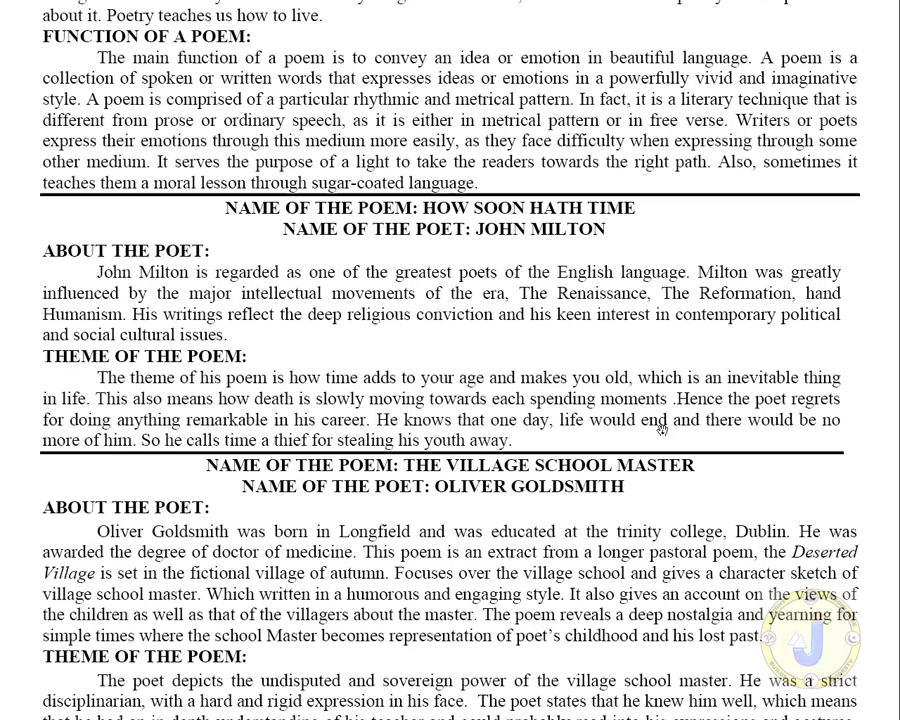 about it. Poetry teaches us how to live.
FUNCTION OF A POEM:
The main function of a poem is to convey an idea or emotion in beautiful language. A poem is a
collection of spoken or written words that expresses ideas or emotions in a powerfully vivid and imaginative
style. A poem is comprised of a particular rhythmic and metrical pattern. In fact, it is a literary technique that is
different from prose or ordinary speech, as it is either in metrical pattern or in free verse. Writers or poets
express their emotions through this medium more easily, as they face difficulty when expressing through some
other medium. It serves the purpose of a light to take the readers towards the right path. Also, sometimes it
teaches them a moral lesson through sugar-coated language.
NAME OF THE POEM: HOW SOON HATH TIME
NAME OF THE POET: JOHN MILTON
ABOUT THE POET:
John Milton is regarded as one of the greatest poets of the English language. Milton was greatly
influenced by the major intellectual movements of the era, The Renaissance, The Reformation, hand
Humanism. His writings reflect the deep religious conviction and his keen interest in contemporary political
and social cultural issues.
THEME OF THE POEM:
The theme of his poem is how time adds to your age and makes you old, which is an inevitable thing
in life. This also means how death is slowly moving towards each spending moments .Hence the poet regrets
for doing anything remarkable in his career. He knows that one day, life would end and there would be no
more of him. So he calls time a thief for stealing his youth away.
NAME OF THE POEM: THE VILLAGE SCHOOL MASTER
NAME OF THE POET: OLIVER GOLDSMITH
ABOUT THE POET:
Oliver Goldsmith was born in Longfield and was educated at the trinity college, Dublin. He was
awarded the degree of doctor of medicine. This poem is an extract from a longer pastoral poem, the Deserted
Village is set in the fictional village of autumn. Focuses over the village school and gives a character sketch of
village school master. Which written in a humorous and engaging style. It also gives an account on the views of
the children as well as that of the villagers about the master. The poem reveals a deep nostalgia and yearning for
simple times where the school Master becomes representation of poet's childhood and his lost past.
THEME OF THE POEM:
The poet depicts the undisputed and sovereign power of the village school master. He was a strict
disciplinarian, with a hard and rigid expression in his face. The poet states that he knew him well, which means